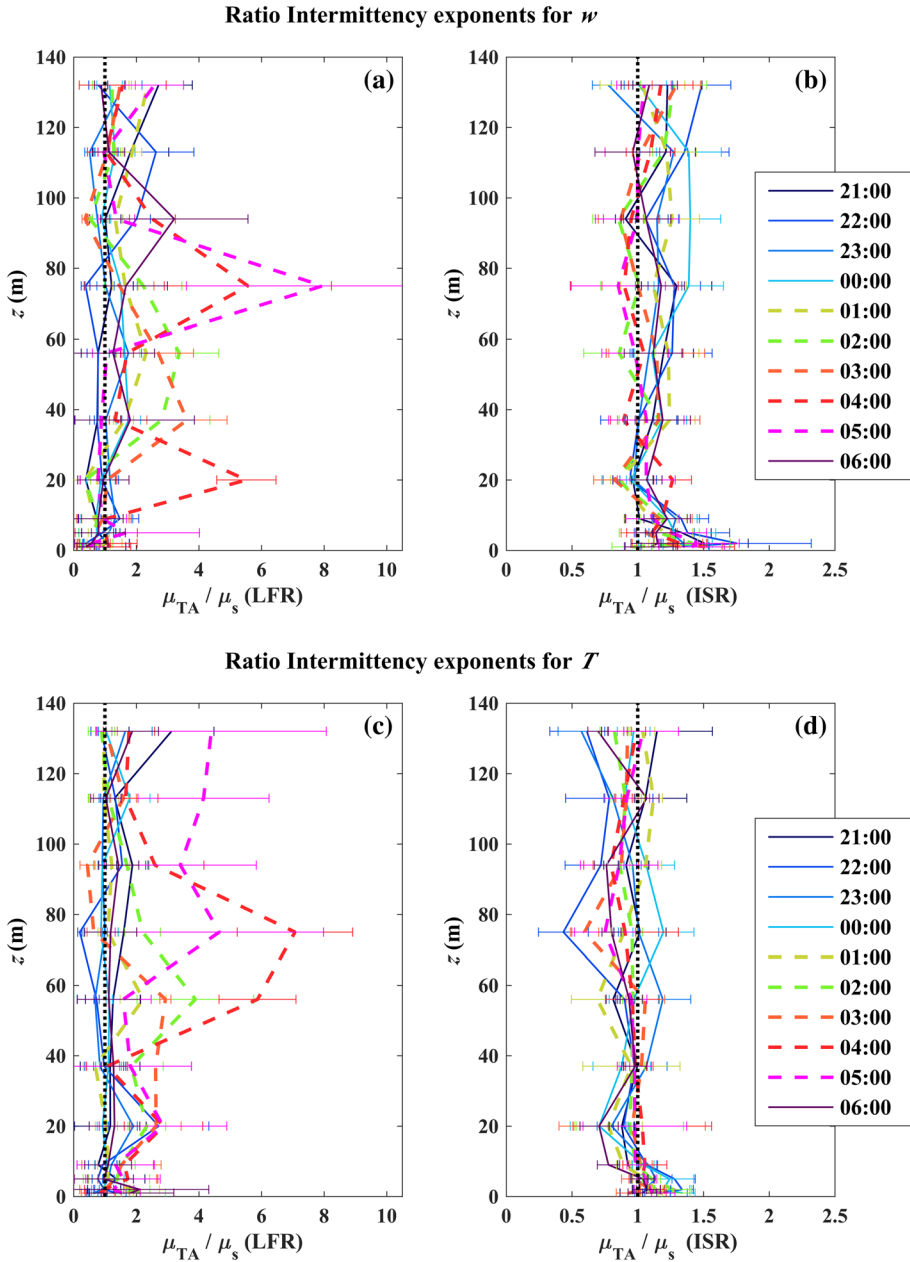 Ratio Intermittency exponents for w
(a)
140
120
100
80
60
40
20
0
z (m)
0 2 4 6 8 10
μTA / μs (LFR)
(b)
140
120
100
80
60
40
20
0
z (m)
0 0.5 1 1.5 2 2.5
μTA / μs (ISR)
21:00
22:00
23:00
00:00
01:00
02:00
03:00
04:00
05:00
06:00
Ratio Intermittency exponents for T
(c)
140
120
100
80
60
40
20
0
z (m)
0 2 4 6 8 10
μTA / μs (LFR)
(d)
140
120
100
80
60
40
20
0
z (m)
0 0.5 1 1.5 2 2.5
μTA / μs (ISR)
21:00
22:00
23:00
00:00
01:00
02:00
03:00
04:00
05:00
06:00